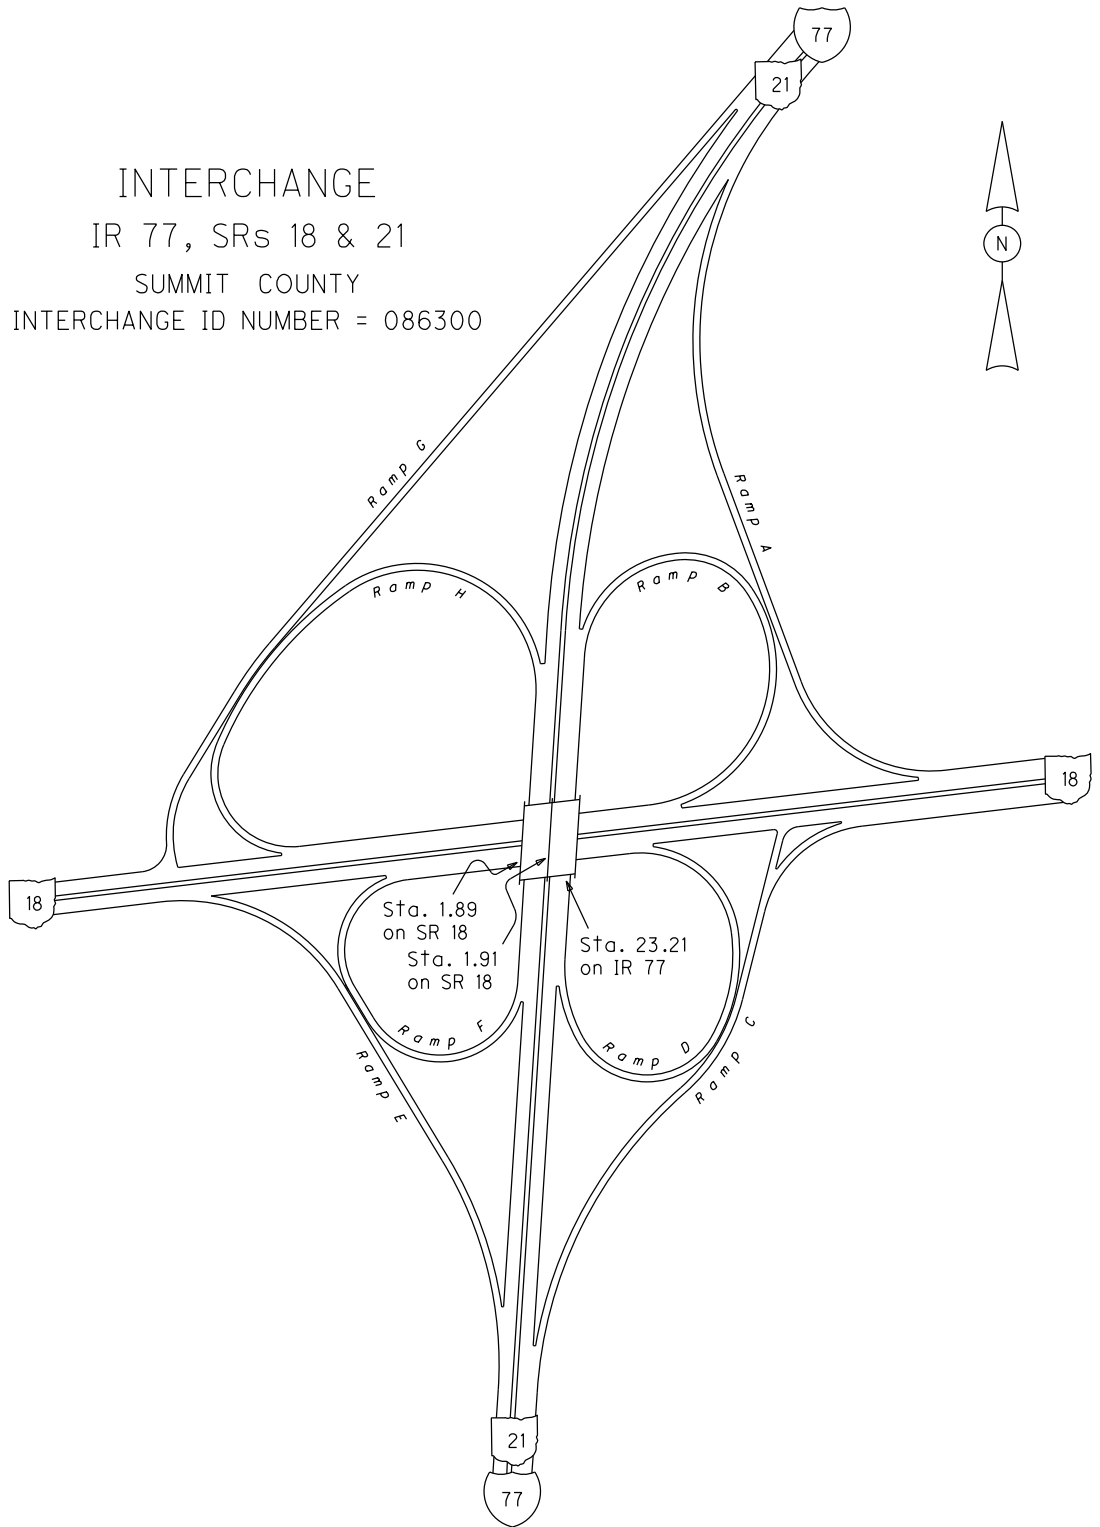 77
21
INTERCHANGE
IR 77, SRs 18 & 21
SUMMIT COUNTY
INTERCHANGE ID NUMBER = 086300
N
Ramp G
Ramp A
Ramp H
Ramp B
18
18
Sta. 1.89
on SR 18
Sta. 1.91
on SR 18
Sta. 23.21
on IR 77
Ramp F
Ramp D
Ramp C
Ramp E
21
77